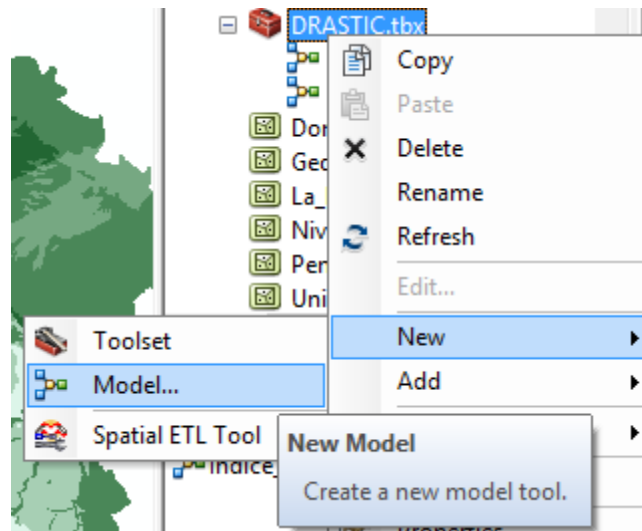 DRASTIC.tbx
Copy
Paste
Dor
Delete
Geo
Rename
La_
Niv
Refresh
Per
Edit...
Uni
Toolset
New
Model...
Add
Spatial ETL Tool
New Model
Indice_
Create a new model tool.